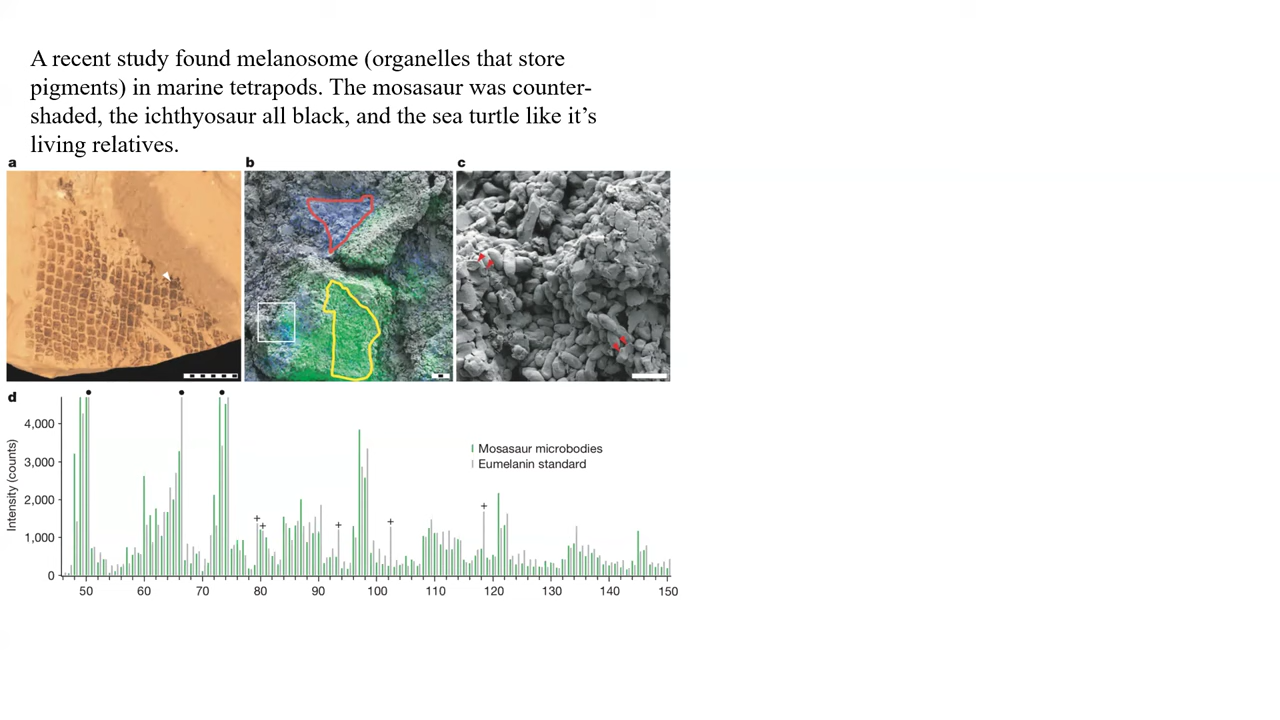 A recent study found melanosome (organelles that store
pigments) in marine tetrapods. The mosasaur was counter-
shaded, the ichthyosaur all black, and the sea turtle like it’s
living relatives.
a
b
c
d
4,000
3,000
2,000
1,000
0
Intensity (counts)
Mosasaur microbodies
Eumelanin standard
50 60 70 80 90 100 110 120 130 140 150